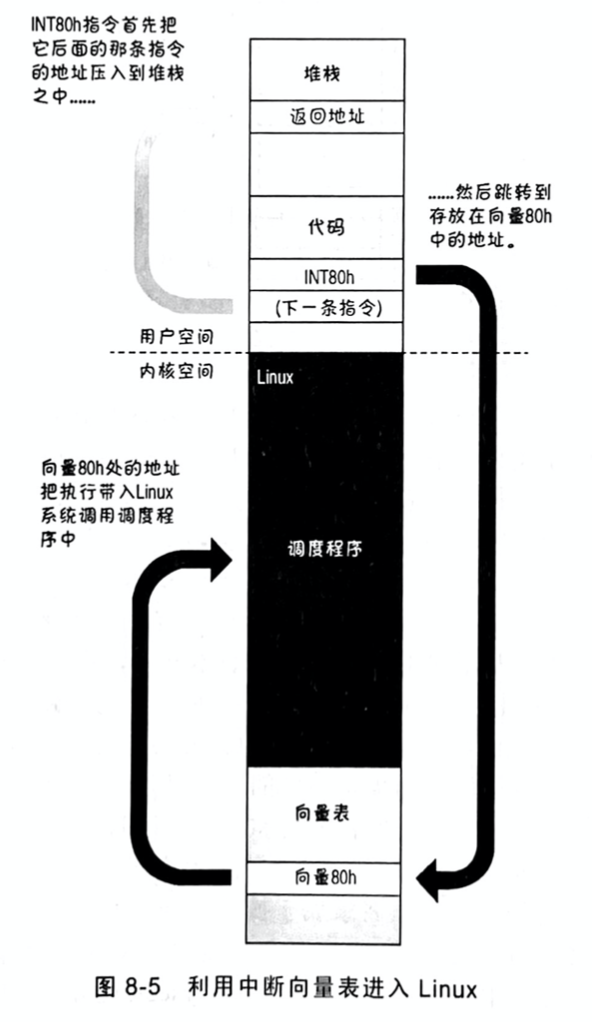 INT80h指令首先把
它后面的那条指令
的地址压入到堆栈
之中……
堆栈
返回地址
……然后跳转到
存放在向量80h
中的地址。
代码
INT80h
(下一条指令)
用户空间
内核空间
Linux
向量80h处的地址
把执行带入Linux
系统调用调度程
序中
调度程序
向量表
向量80h
图 8-5 利用中断向量表进入 Linux